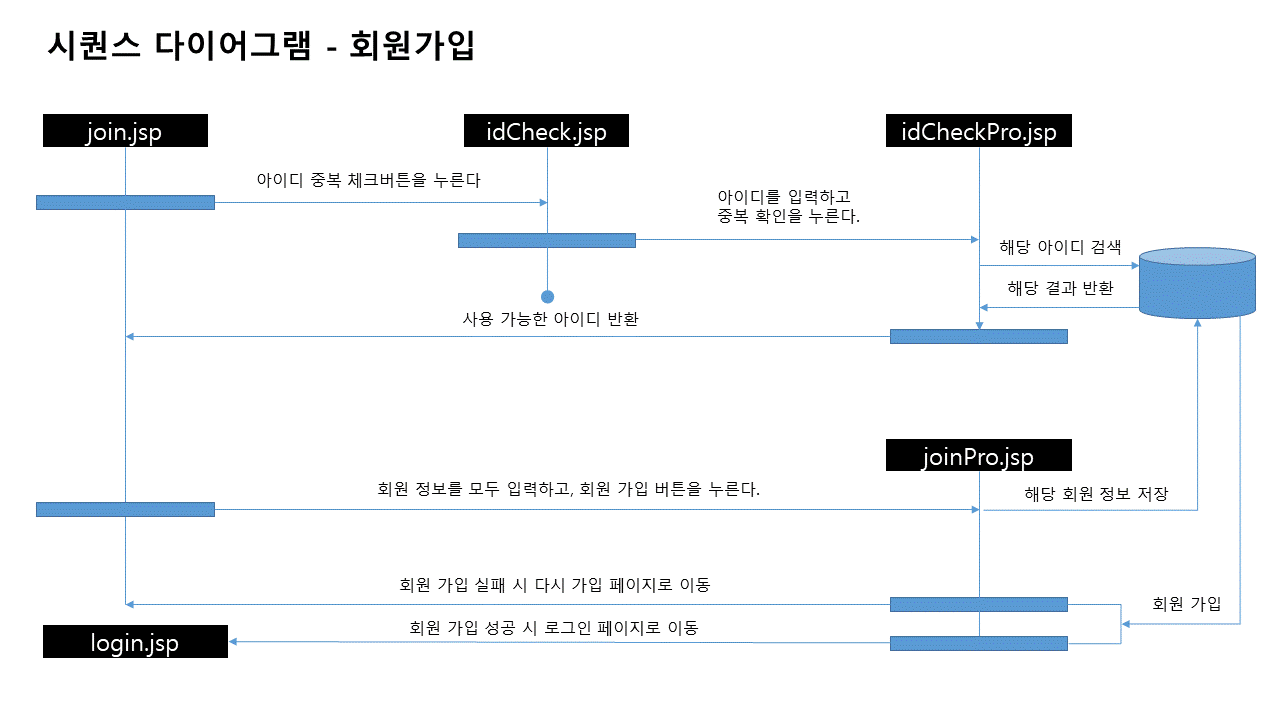 시퀀스 다이어그램 - 회원가입
join.jsp
idCheck.jsp
idCheckPro.jsp
아이디 중복 체크버튼을 누른다
아이디를 입력하고
중복 확인을 누른다.
해당 아이디 검색
해당 결과 반환
사용 가능한 아이디 반환
joinPro.jsp
회원 정보를 모두 입력하고, 회원 가입 버튼을 누른다.
해당 회원 정보 저장
회원 가입 실패 시 다시 가입 페이지로 이동
회원 가입
회원 가입 성공 시 로그인 페이지로 이동
login.jsp